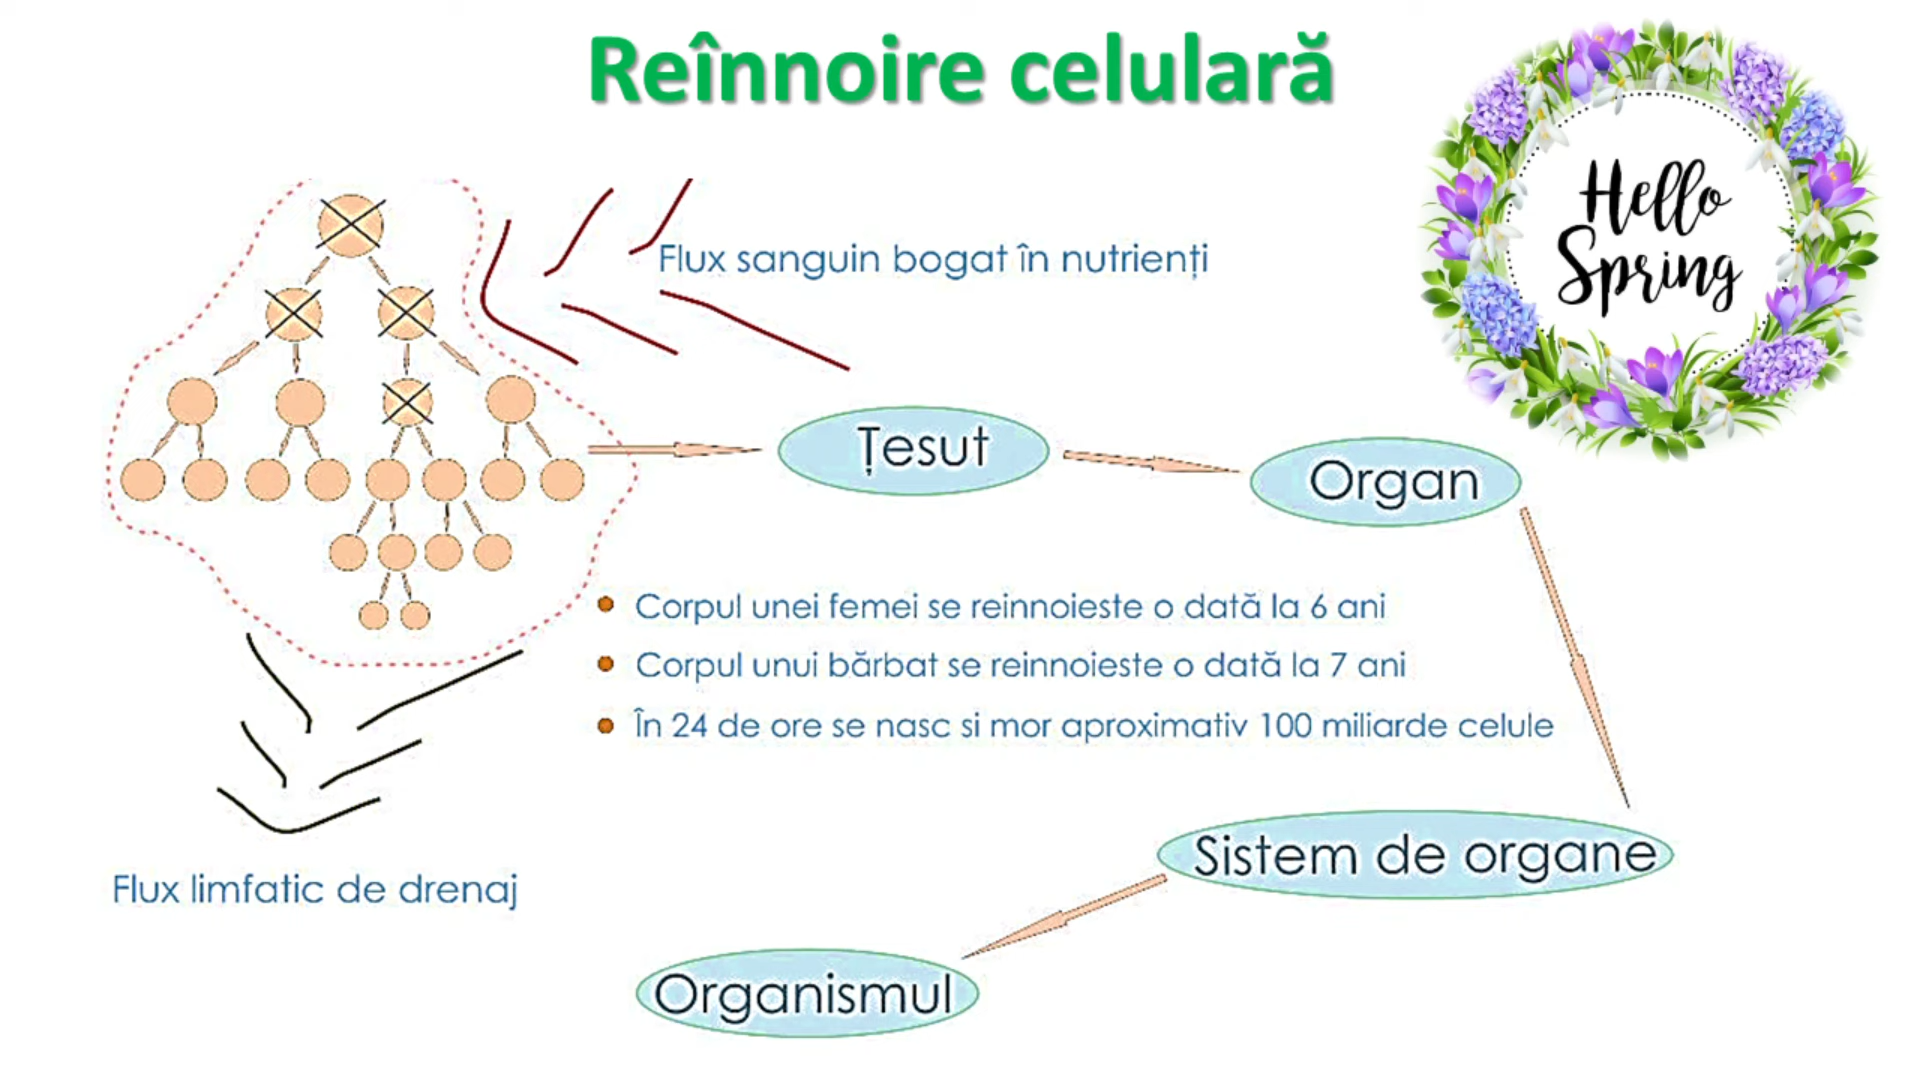 Reînnoire celulară
Hello
Spring
Flux sanguin bogat în nutrienți
Țesut
Organ
Corpul unei femei se reinnoieste o dată la 6 ani
Corpul unui bărbat se reinnoieste o dată la 7 ani
În 24 de ore se nasc si mor aproximativ 100 miliarde celule
Sistem de organe
Flux limfatic de drenaj
Organismul